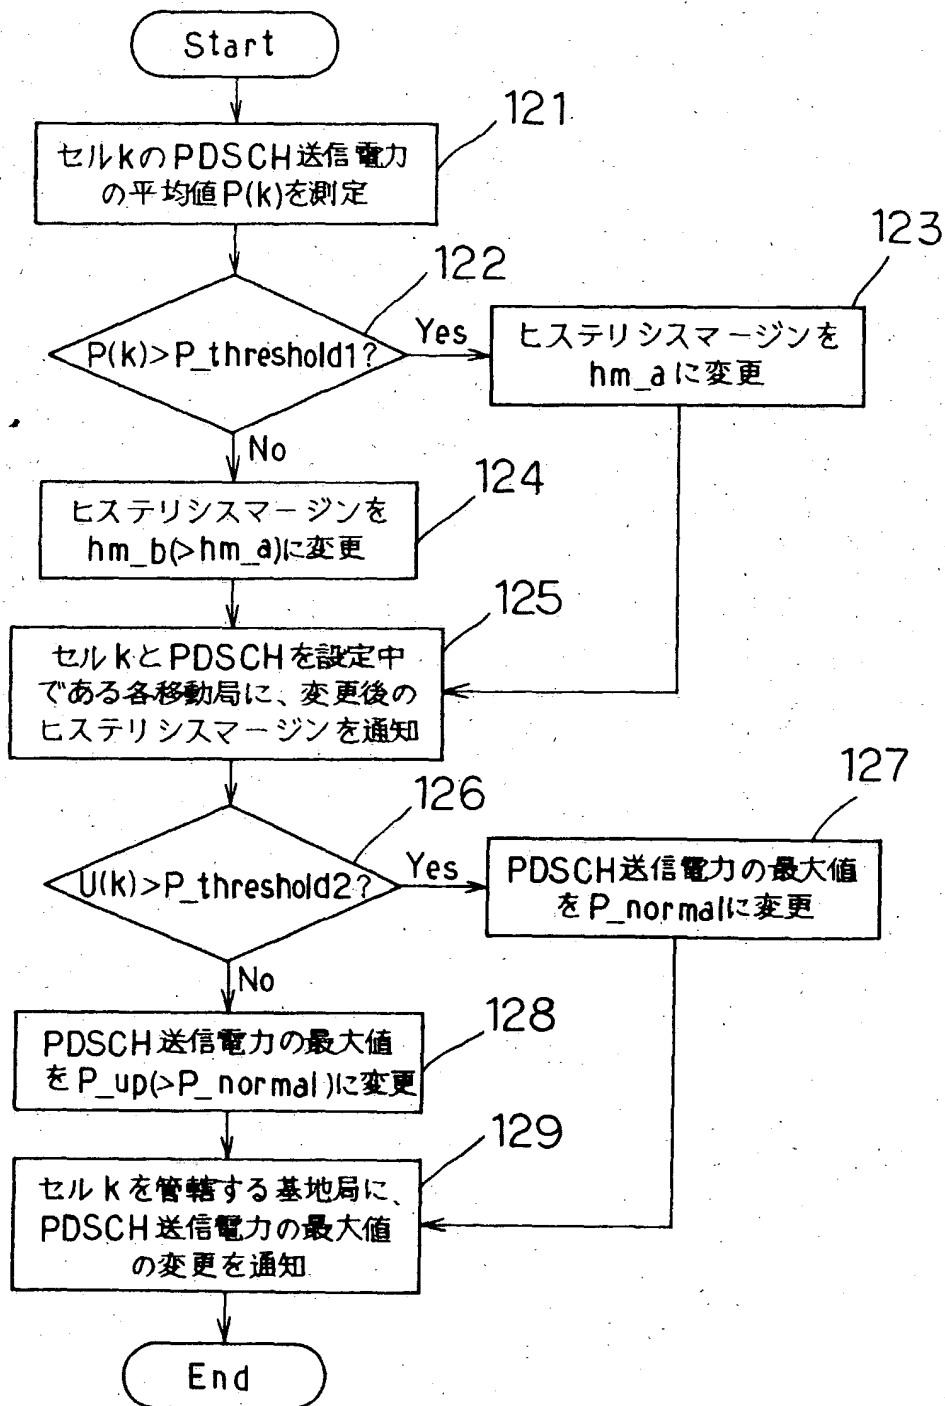 Start
121
セルkのPDSCH送信電力
の平均値P(k)を測定
122
P(k)>P_threshold1?
Yes
123
ヒステリシスマージンを
hm_aに変更
No
124
ヒステリシスマージンを
hm_b(>hm_a)に変更
125
セルkとPDSCHを設定中
である各移動局に、変更後の
ヒステリシスマージンを通知
126
U(k)>P_threshold2?
Yes
127
PDSCH送信電力の最大値
をP_normalに変更
No
128
PDSCH送信電力の最大値
をP_up(>P_normal)に変更
129
セルkを管轄する基地局に、
PDSCH送信電力の最大値
の変更を通知
End